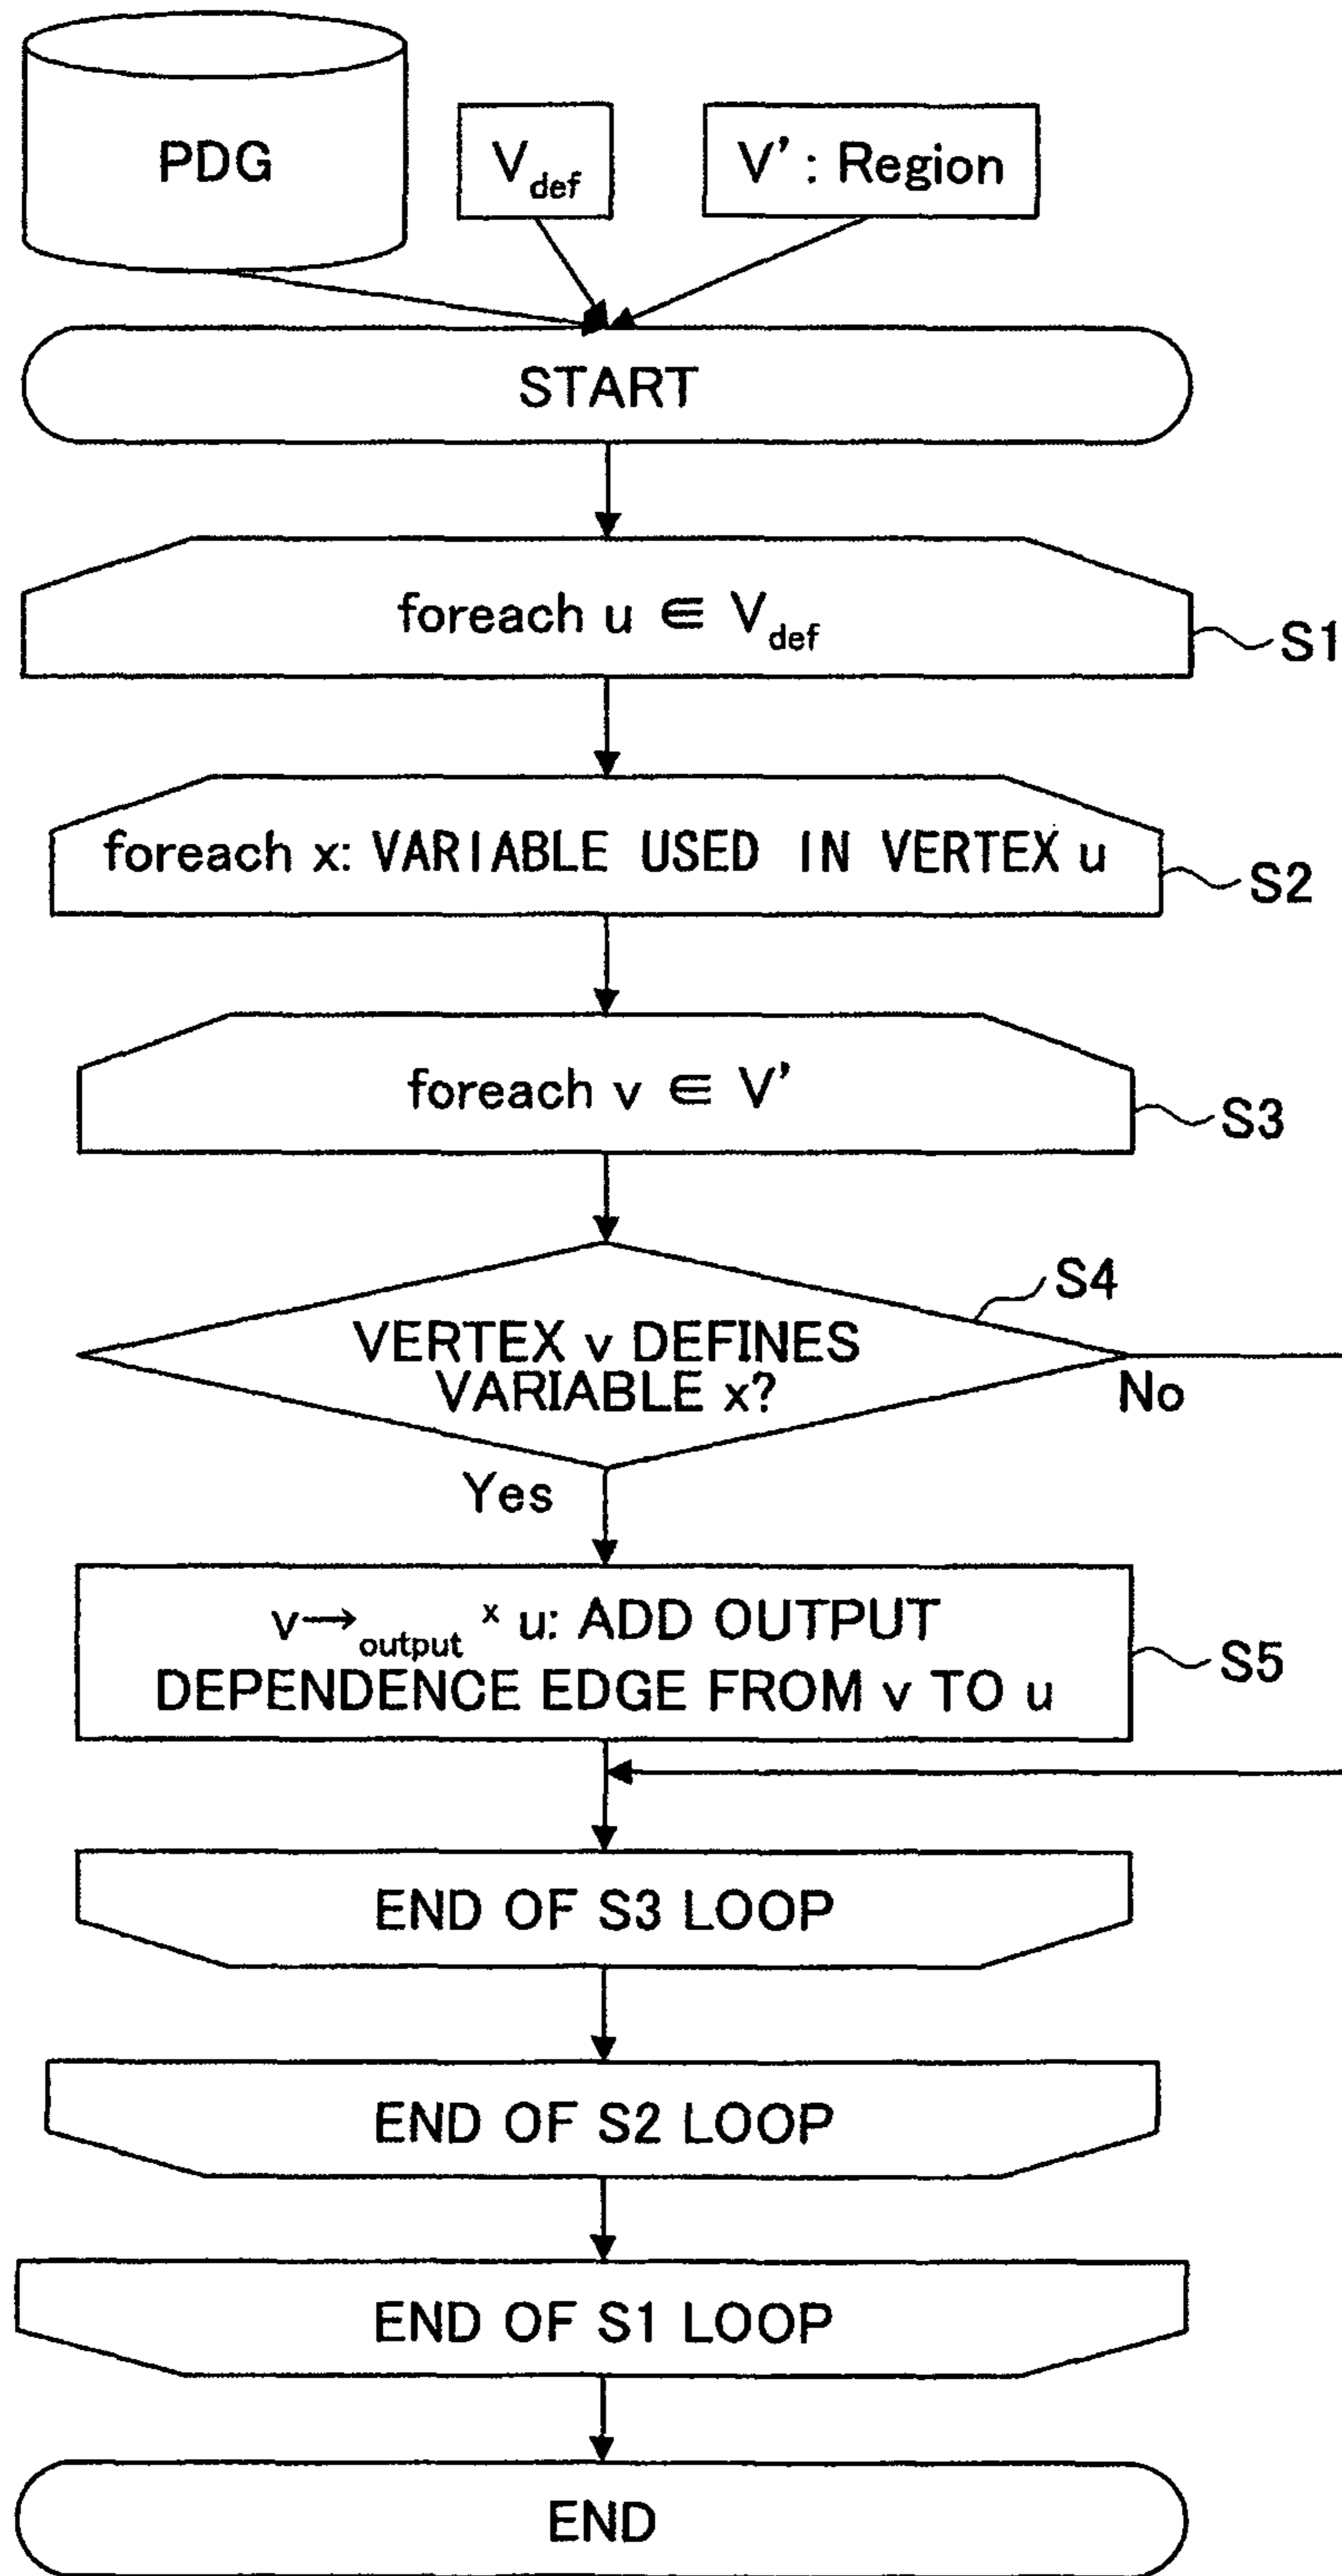 PDG
V_def
V' : Region
START
foreach u ∈ V_def
S1
foreach x: VARIABLE USED IN VERTEX u
S2
foreach v ∈ V'
S3
S4
VERTEX v DEFINES
VARIABLE x?
No
Yes
v→_output ^x u: ADD OUTPUT
DEPENDENCE EDGE FROM v TO u
S5
END OF S3 LOOP
END OF S2 LOOP
END OF S1 LOOP
END